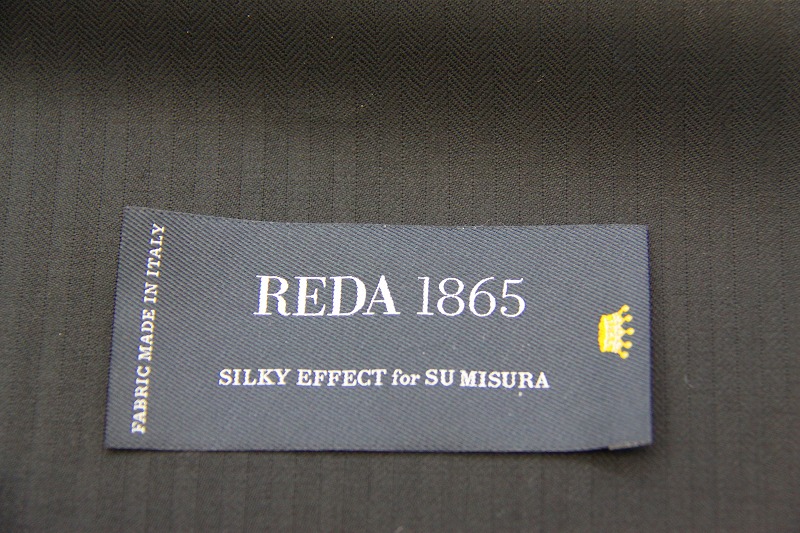 FABRIC MADE IN ITALY
REDA 1865
SILKY EFFECT for SU MISURA